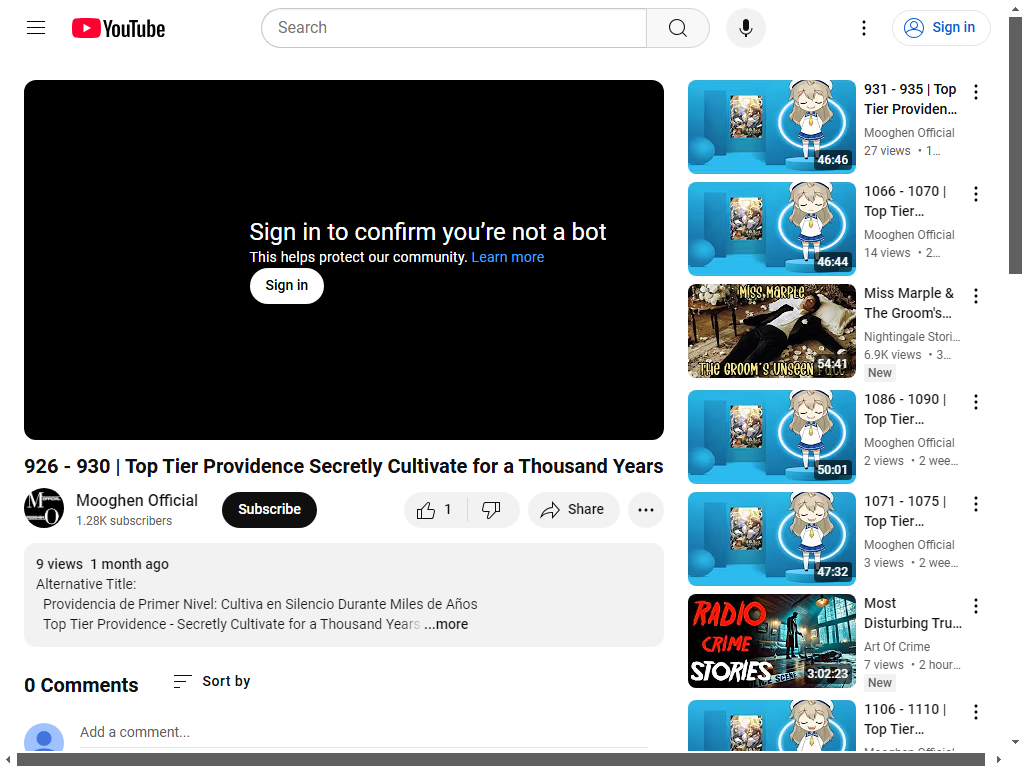 YouTube
Search
Sign in
Sign in to confirm you’re not a bot
This helps protect our community. Learn more
Sign in
926 - 930 | Top Tier Providence Secretly Cultivate for a Thousand Years
Mooghen Official
1.28K subscribers
Subscribe
1
Share
9 views 1 month ago
Alternative Title:
Providencia de Primer Nivel: Cultiva en Silencio Durante Miles de Años
Top Tier Providence - Secretly Cultivate for a Thousand Years ...more
0 Comments
Sort by
Add a comment...
46:46
931 - 935 | Top
Tier Providen...
Mooghen Official
27 views • 1...
46:44
1066 - 1070 |
Top Tier...
Mooghen Official
14 views • 2...
MISS MARPLE
THE GROOM'S UNSEEN
54:41
Miss Marple &
The Groom's...
Nightingale Stori...
6.9K views • 3...
New
50:01
1086 - 1090 |
Top Tier...
Mooghen Official
2 views • 2 wee...
47:32
1071 - 1075 |
Top Tier...
Mooghen Official
3 views • 2 wee...
RADIO
CRIME
STORIES
3:02:23
Most
Disturbing Tru...
Art Of Crime
7 views • 2 hour...
New
1106 - 1110 |
Top Tier...
Mooghen Official